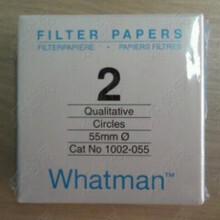 FILTER PAPERS
FILTERPAPIERE • PAPIERS FILTRES
2
Qualitative
Circles
55mm Ø
Cat No 1002-055
Whatman™